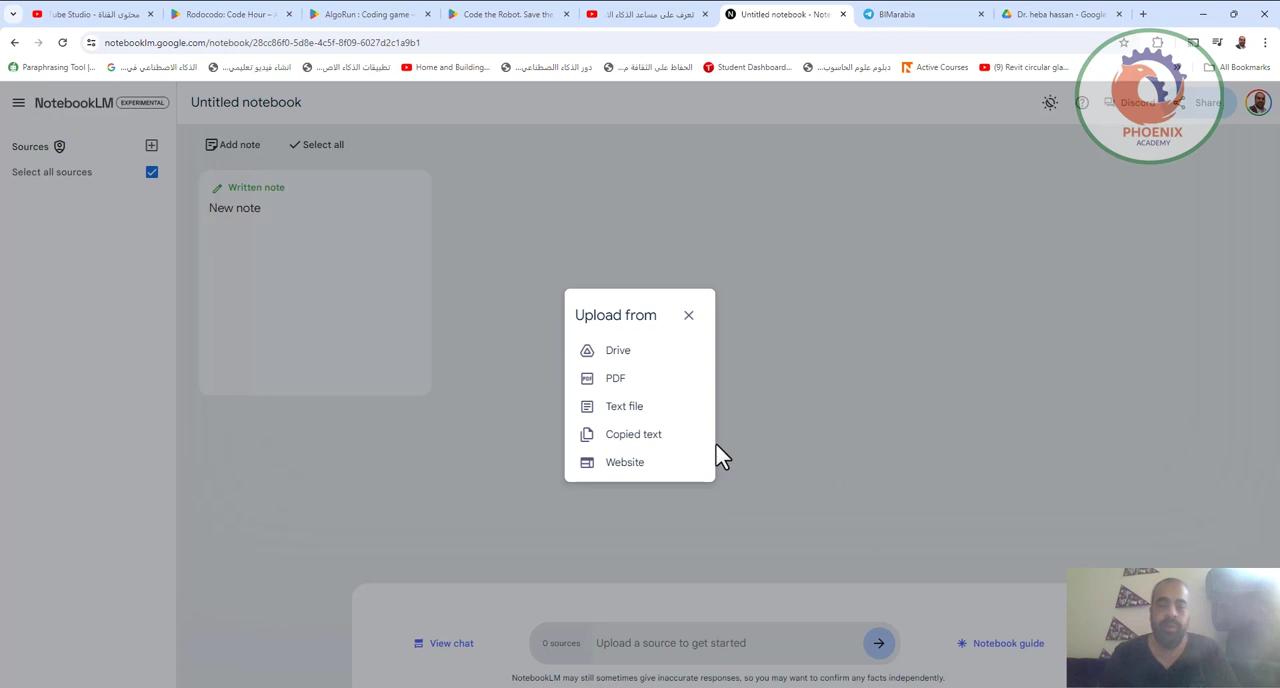 محتوى القناة - Tube Studio
Rodocodo: Code Hour –
AlgoRun : Coding game –
Code the Robot. Save the
تعرف على مساعد الذكاء الا
Untitled notebook - Note
BIMarabia
Dr. heba hassan - Google
notebooklm.google.com/notebook/28cc86f0-5d8e-4c5f-8f09-6027d2c1a9b1
Paraphrasing Tool |...
الذكاء الاصطناعي في...
انشاء فيديو تعليمي...
تطبيقات الذكاء الاص...
Home and Building...
دور الذكاء االصطناعي...
الحفاظ علي الثقافة م...
Student Dashboard...
دبلوم علوم الحاسوب...
Active Courses
(9) Revit circular gla...
All Bookmarks
NotebookLM EXPERIMENTAL
Untitled notebook
Discord
Share
PHOENIX
ACADEMY
Sources
Add note
Select all
Select all sources
Written note
New note
Upload from
Drive
PDF
Text file
Copied text
Website
View chat
0 sources
Upload a source to get started
Notebook guide
NotebookLM may still sometimes give inaccurate responses, so you may want to confirm any facts independently.